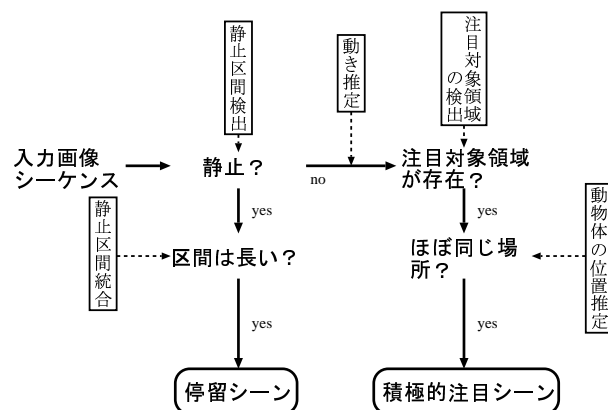 静止区間検出
動き推定
注目対象領域
の検出
入力画像
シーケンス
静止？
no
注目対象領域
が存在？
静止区間統合
yes
yes
動物体の位置推定
区間は長い？
ほぼ同じ場
所？
yes
yes
停留シーン
積極的注目シーン